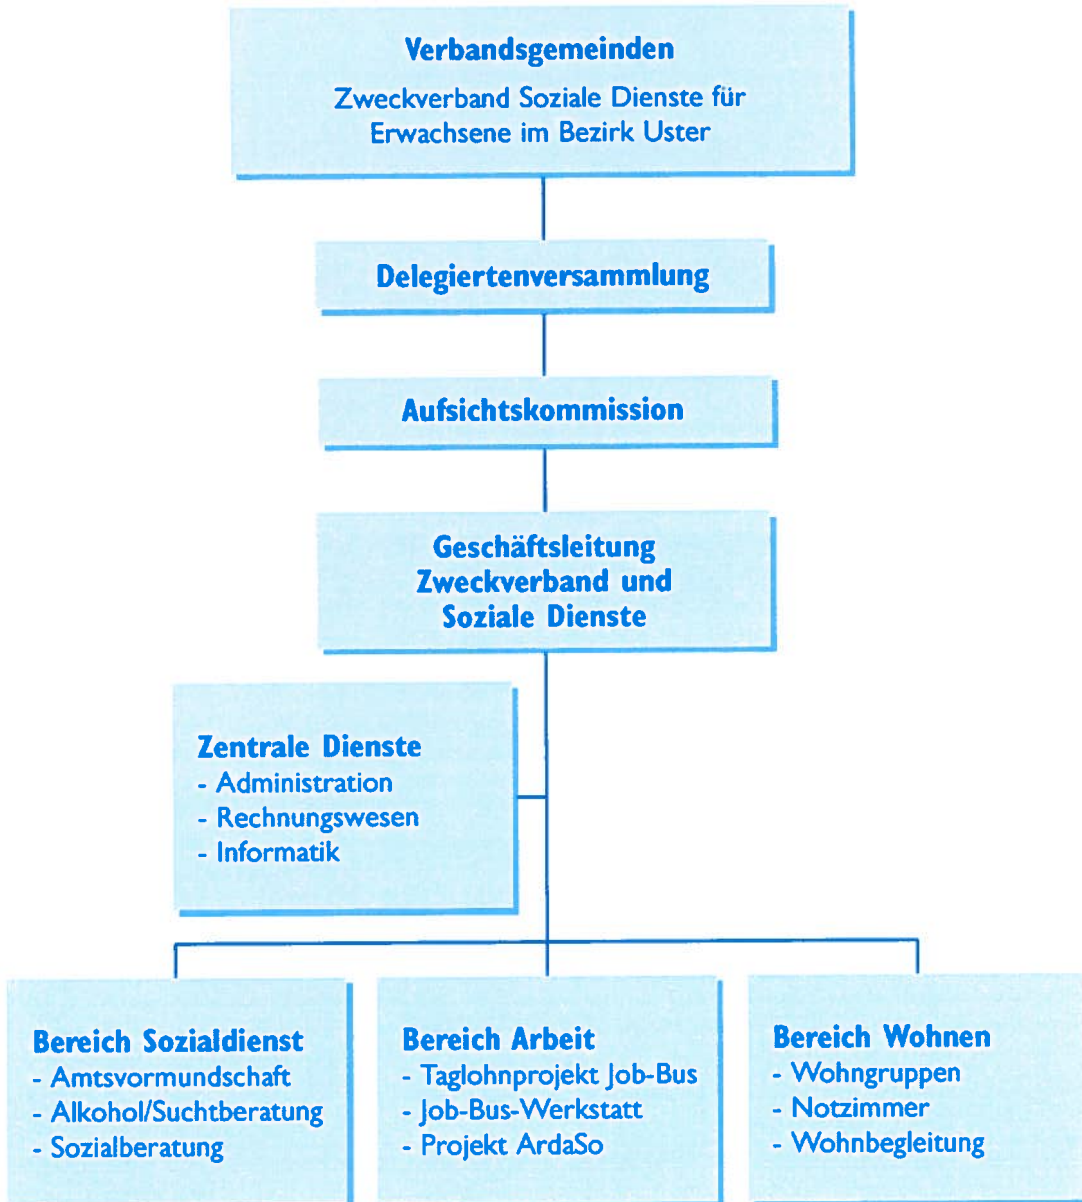 Verbandsgemeinden
Zweckverband Soziale Dienste für
Erwachsene im Bezirk Uster
Delegiertenversammlung
Aufsichtskommission
Geschäftsleitung
Zweckverband und
Soziale Dienste
Zentrale Dienste
- Administration
- Rechnungswesen
- Informatik
Bereich Sozialdienst
- Amtsvormundschaft
- Alkohol/Suchtberatung
- Sozialberatung
Bereich Arbeit
- Taglohnprojekt Job-Bus
- Job-Bus-Werkstatt
- Projekt ArdaSo
Bereich Wohnen
- Wohngruppen
- Notzimmer
- Wohnbegleitung